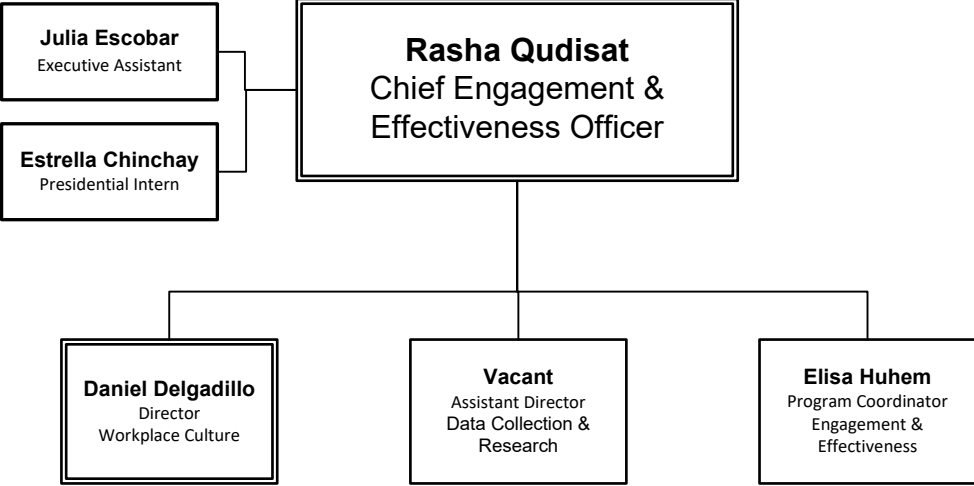 Julia Escobar
Executive Assistant
Rasha Qudisat
Chief Engagement &
Effectiveness Officer
Estrella Chinchay
Presidential Intern
Daniel Delgadillo
Director
Workplace Culture
Vacant
Assistant Director
Data Collection &
Research
Elisa Huhem
Program Coordinator
Engagement &
Effectiveness